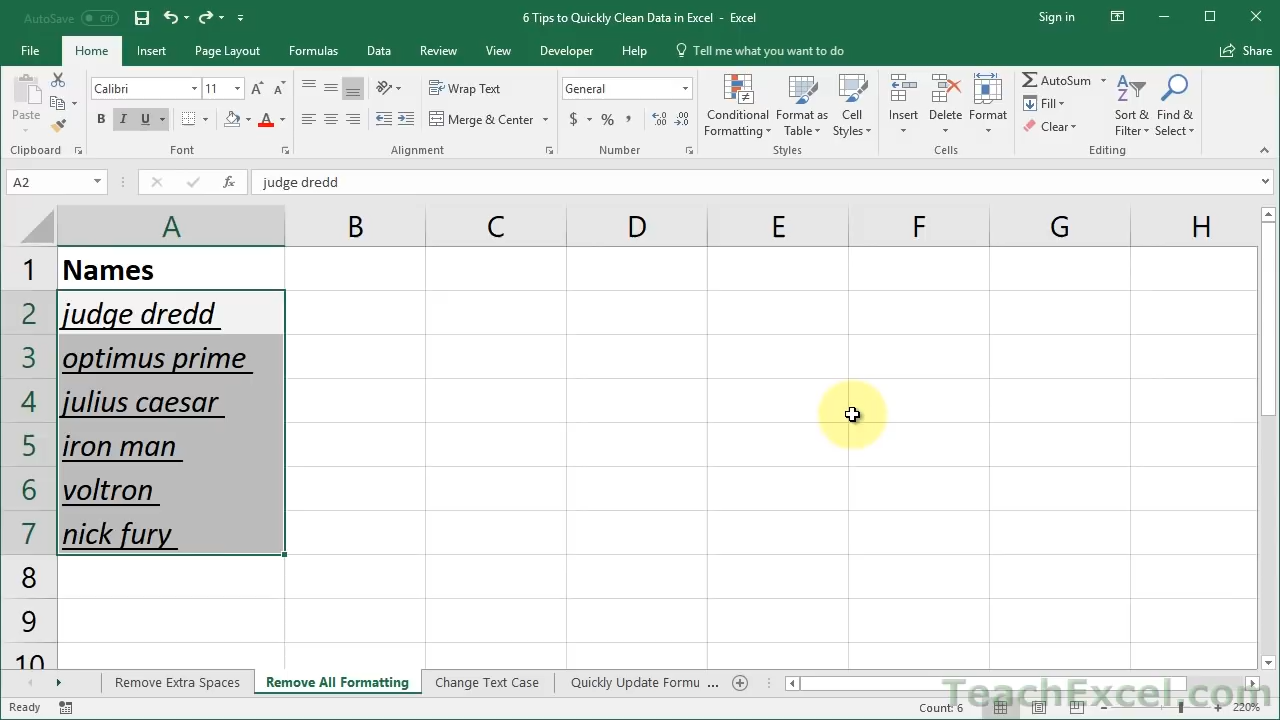 AutoSave Off
6 Tips to Quickly Clean Data in Excel - Excel
Sign in
File Home Insert Page Layout Formulas Data Review View Developer Help Tell me what you want to do Share
Paste
Calibri 11
B I U
Wrap Text
Merge & Center
General
$ % ,
Conditional Formatting
Format as Table
Cell Styles
Insert Delete Format
AutoSum
Fill
Clear
Sort & Filter
Find & Select
Clipboard Font Alignment Number Styles Cells Editing
A2 fx judge dredd
A B C D E F G H
1 Names
2 judge dredd
3 optimus prime
4 julius caesar
5 iron man
6 voltron
7 nick fury
8
9
10
Remove Extra Spaces Remove All Formatting Change Text Case Quickly Update Formu ...
Ready Count: 6 220%
TeachExcel.com